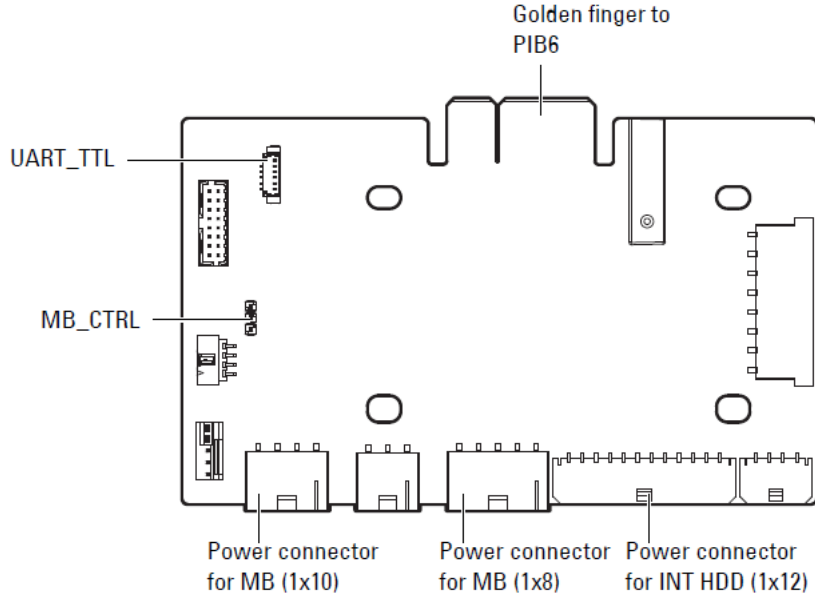 Golden finger to
PIB6
UART_TTL
MB_CTRL
Power connector
for MB (1x10)
Power connector
for MB (1x8)
Power connector
for INT HDD (1x12)